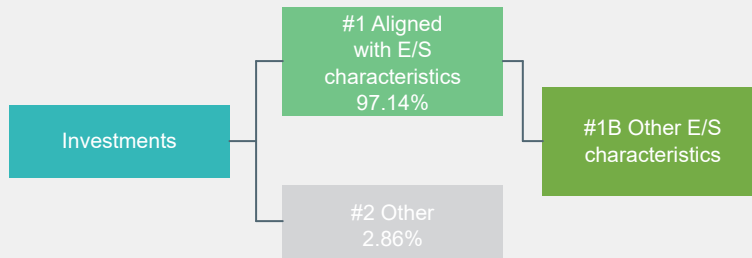 #1 Aligned
with E/S
characteristics
97.14%
Investments
#1B Other E/S
characteristics
#2 Other
2.86%